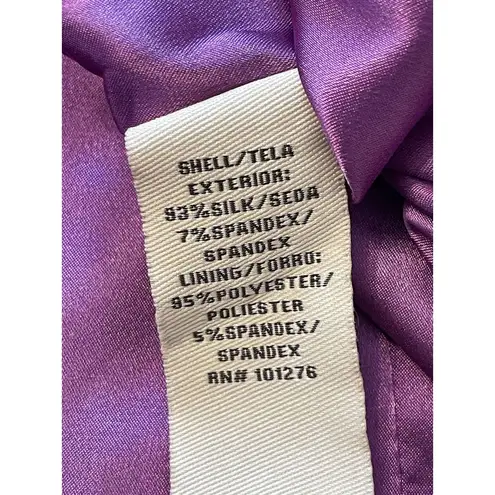 SHELL/TELA
EXTERIOR:
93%SILK/SEDA
7%SPANDEX/
SPANDEX
LINING/FORRO:
95%POLYESTER/
POLIESTER
5%SPANDEX/
SPANDEX
RN# 101276